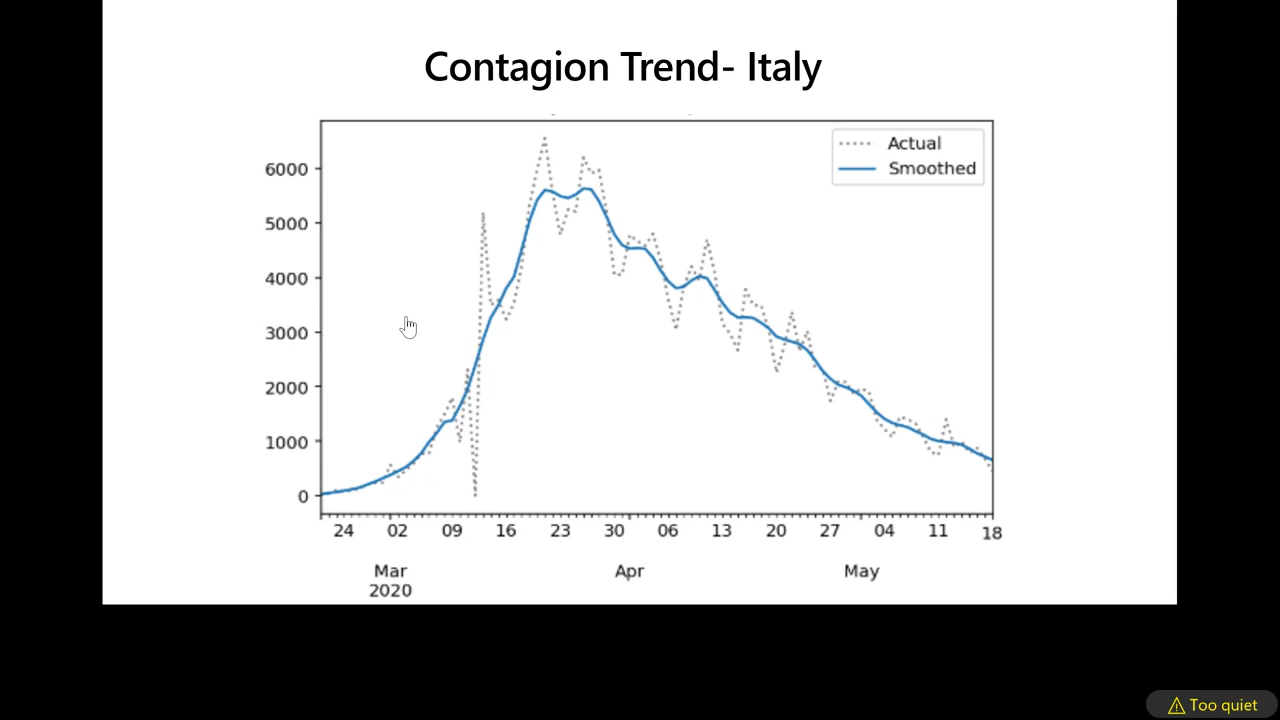 Contagion Trend- Italy
Actual
Smoothed
6000
5000
4000
3000
2000
1000
0
24 02 09 16 23 30 06 13 20 27 04 11 18
Mar Apr May
2020
Too quiet